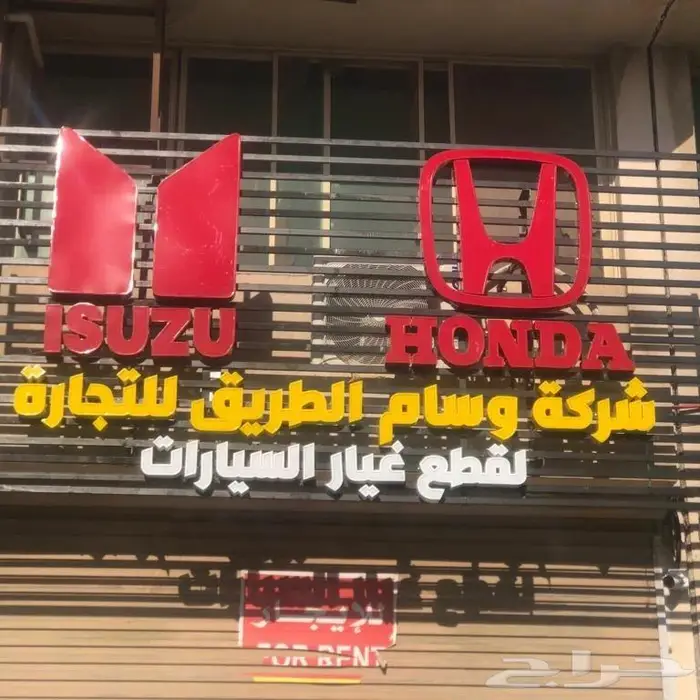 ISUZU
HONDA
شركة وسام الطريق للتجارة
لقطع غيار السيارات
للإيجار
FOR RENT
حراج